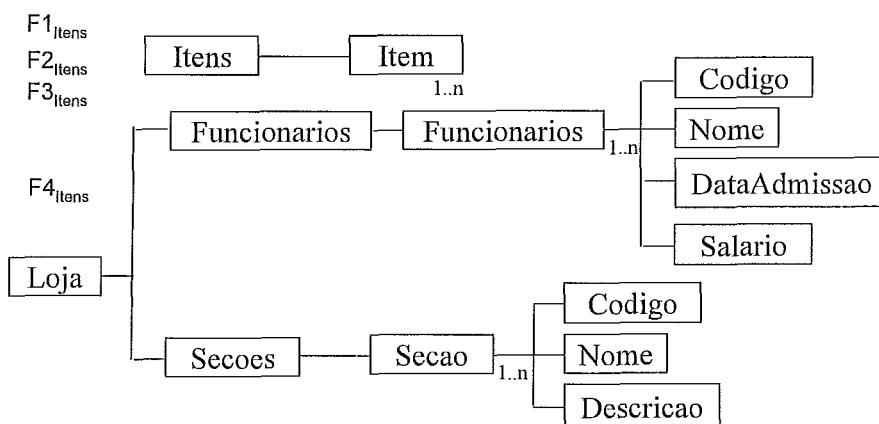 F1Itens
F2Itens
F3Itens
Itens
Item
1..n
Funcionarios
Funcionarios
1..n
Codigo
Nome
DataAdmissao
Salario
F4Itens
Loja
Secoes
Secao
1..n
Codigo
Nome
Descricao